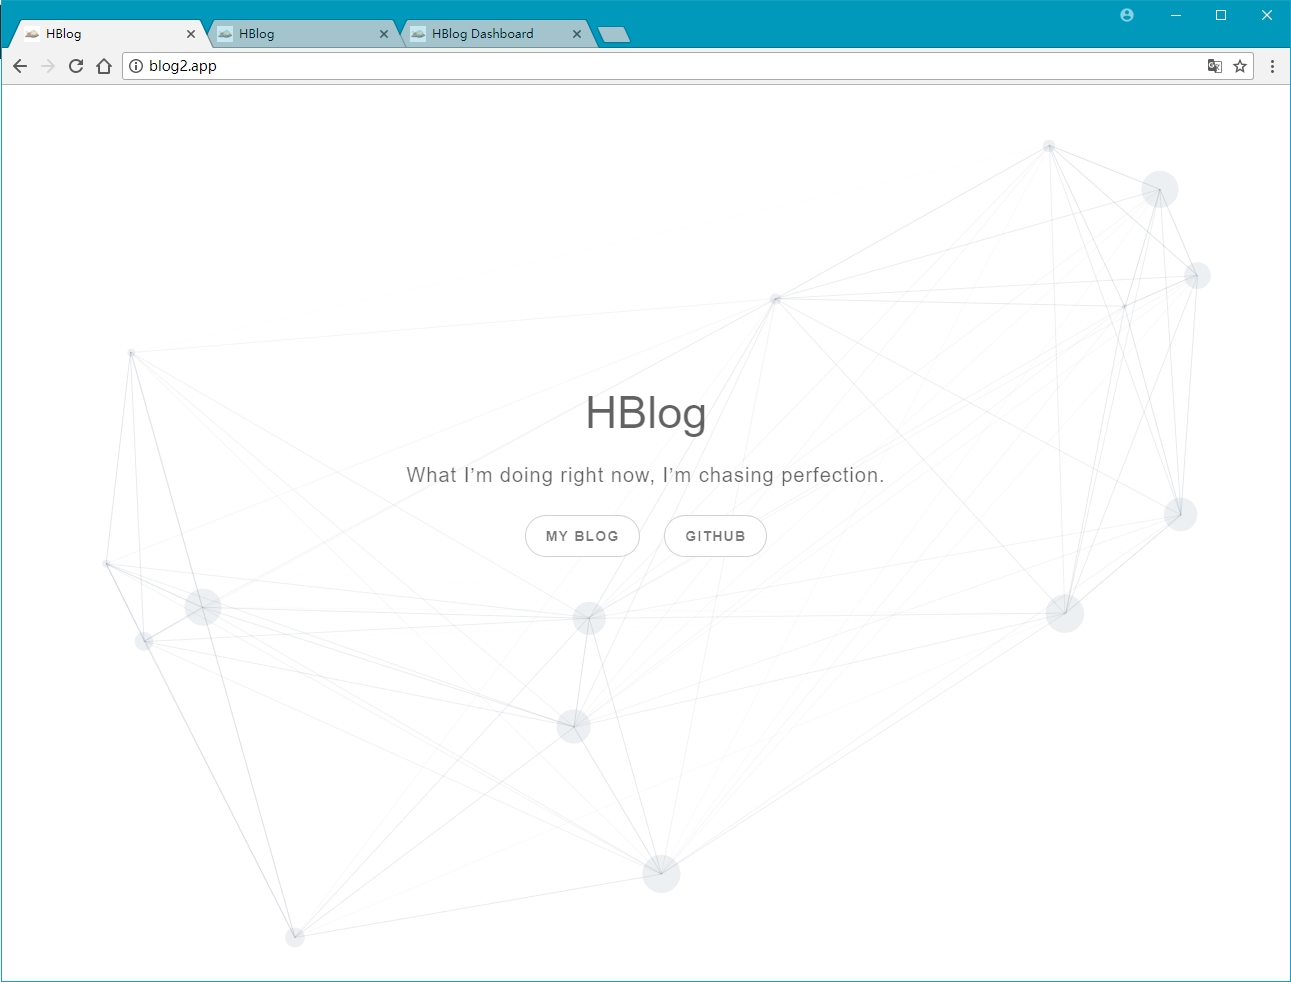 HBlog
HBlog
HBlog Dashboard
blog2.app
HBlog
What I’m doing right now, I’m chasing perfection.
MY BLOG
GITHUB